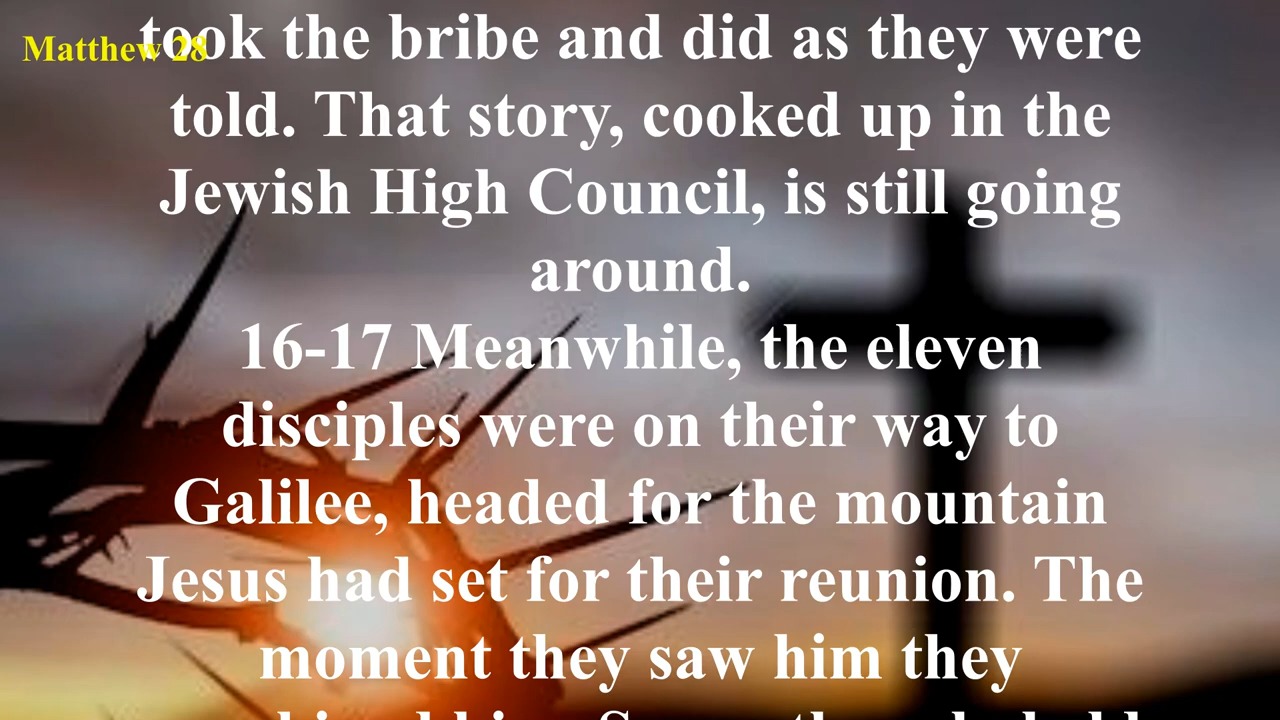 Matthew 28
took the bribe and did as they were
told. That story, cooked up in the
Jewish High Council, is still going
around.
16-17 Meanwhile, the eleven
disciples were on their way to
Galilee, headed for the mountain
Jesus had set for their reunion. The
moment they saw him they